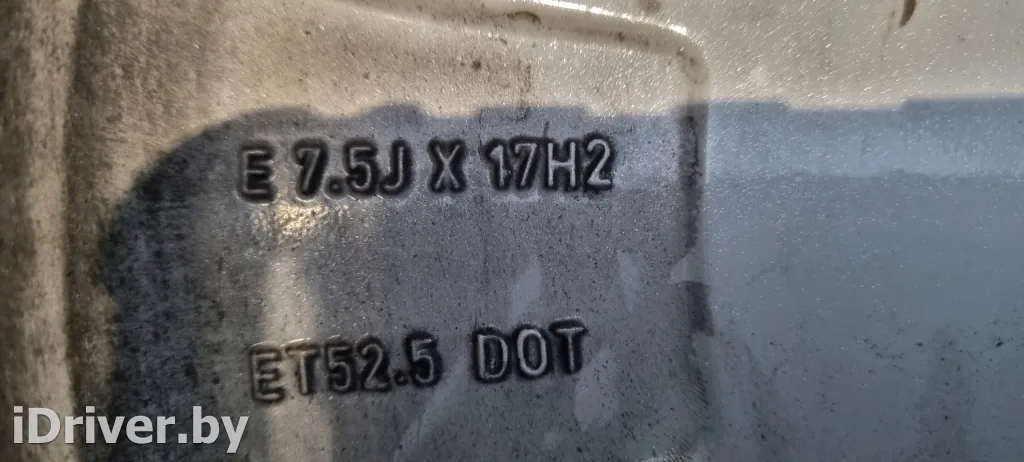 E 7.5J X 17H2
ET52.5 DOT
iDriver.by